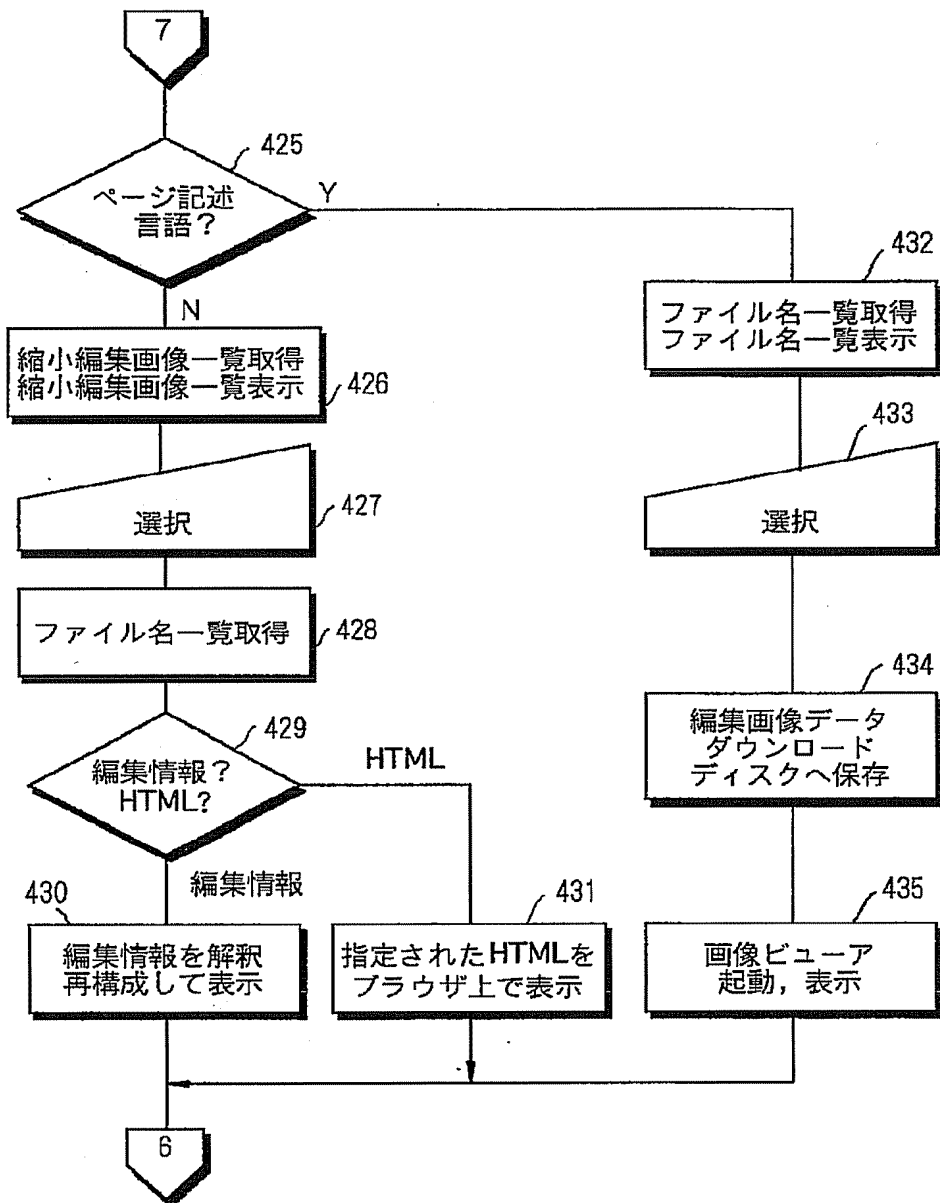 7
425
ページ記述
言語?
Y
N
縮小編集画像一覧取得
縮小編集画像一覧表示
426
選択
427
ファイル名一覧取得
428
429
編集情報?
HTML?
HTML
編集情報
430
編集情報を解釈
再構成して表示
431
指定されたHTMLを
ブラウザ上で表示
432
ファイル名一覧取得
ファイル名一覧表示
433
選択
434
編集画像データ
ダウンロード
ディスクへ保存
435
画像ビューア
起動,表示
6